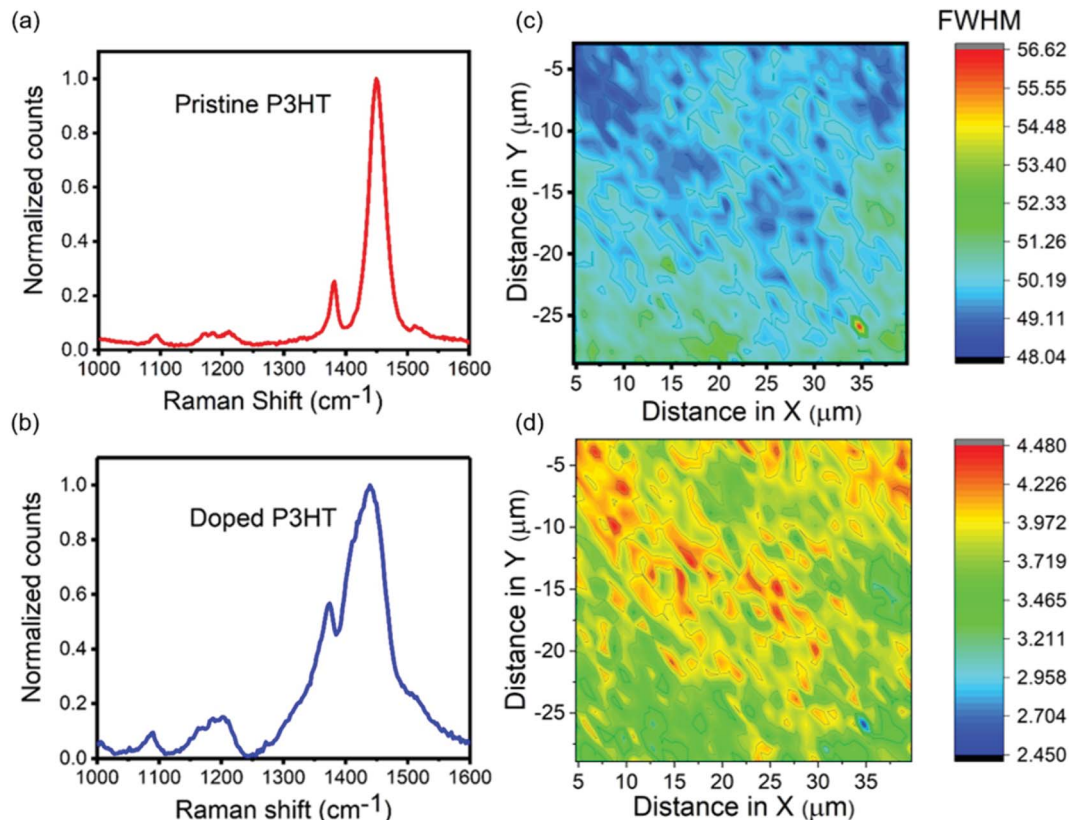 (a)
Pristine P3HT
Normalized counts
1.0
0.8
0.6
0.4
0.2
0.0
1000 1100 1200 1300 1400 1500 1600
Raman Shift (cm-1)
(b)
Doped P3HT
Normalized counts
1.0
0.8
0.6
0.4
0.2
0.0
1000 1100 1200 1300 1400 1500 1600
Raman shift (cm-1)
(c)
Distance in Y (μm)
-5
-10
-15
-20
-25
5 10 15 20 25 30 35
Distance in X (μm)
FWHM
56.62
54.48
53.40
52.33
51.26
50.19
49.11
48.04
(d)
Distance in Y (μm)
-5
-10
-15
-20
-25
5 10 15 20 25 30 35
Distance in X (μm)
4.480
4.226
3.972
3.719
3.465
3.211
2.958
2.704
2.450